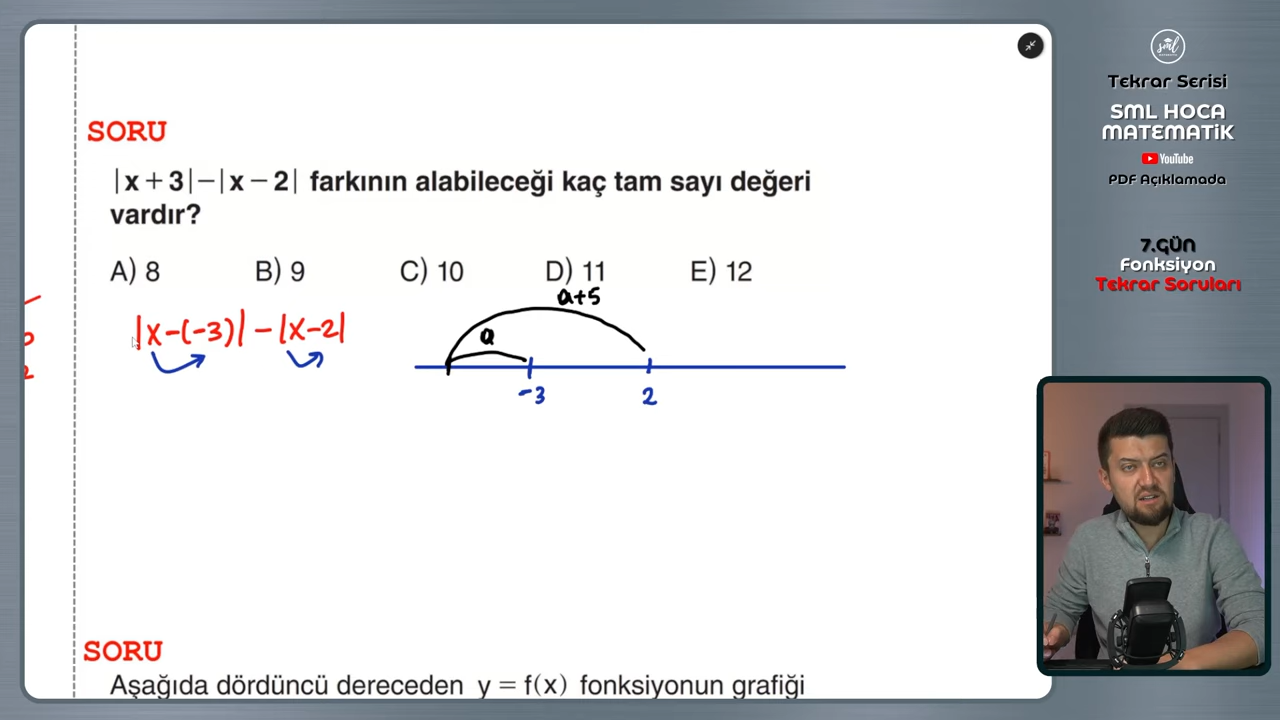 SORU
|x + 3| − |x − 2| farkının alabileceği kaç tam sayı değeri
vardır?
A) 8 B) 9 C) 10 D) 11 E) 12
a+5
|x-(-3)| - |x-2|
a
-3 2
SORU
Aşağıda dördüncü dereceden y = f(x) fonksiyonun grafiği
sml
Tekrar Serisi
SML HOCA
MATEMATİK
YouTube
PDF Açıklamada
7.GÜN
Fonksiyon
Tekrar Soruları